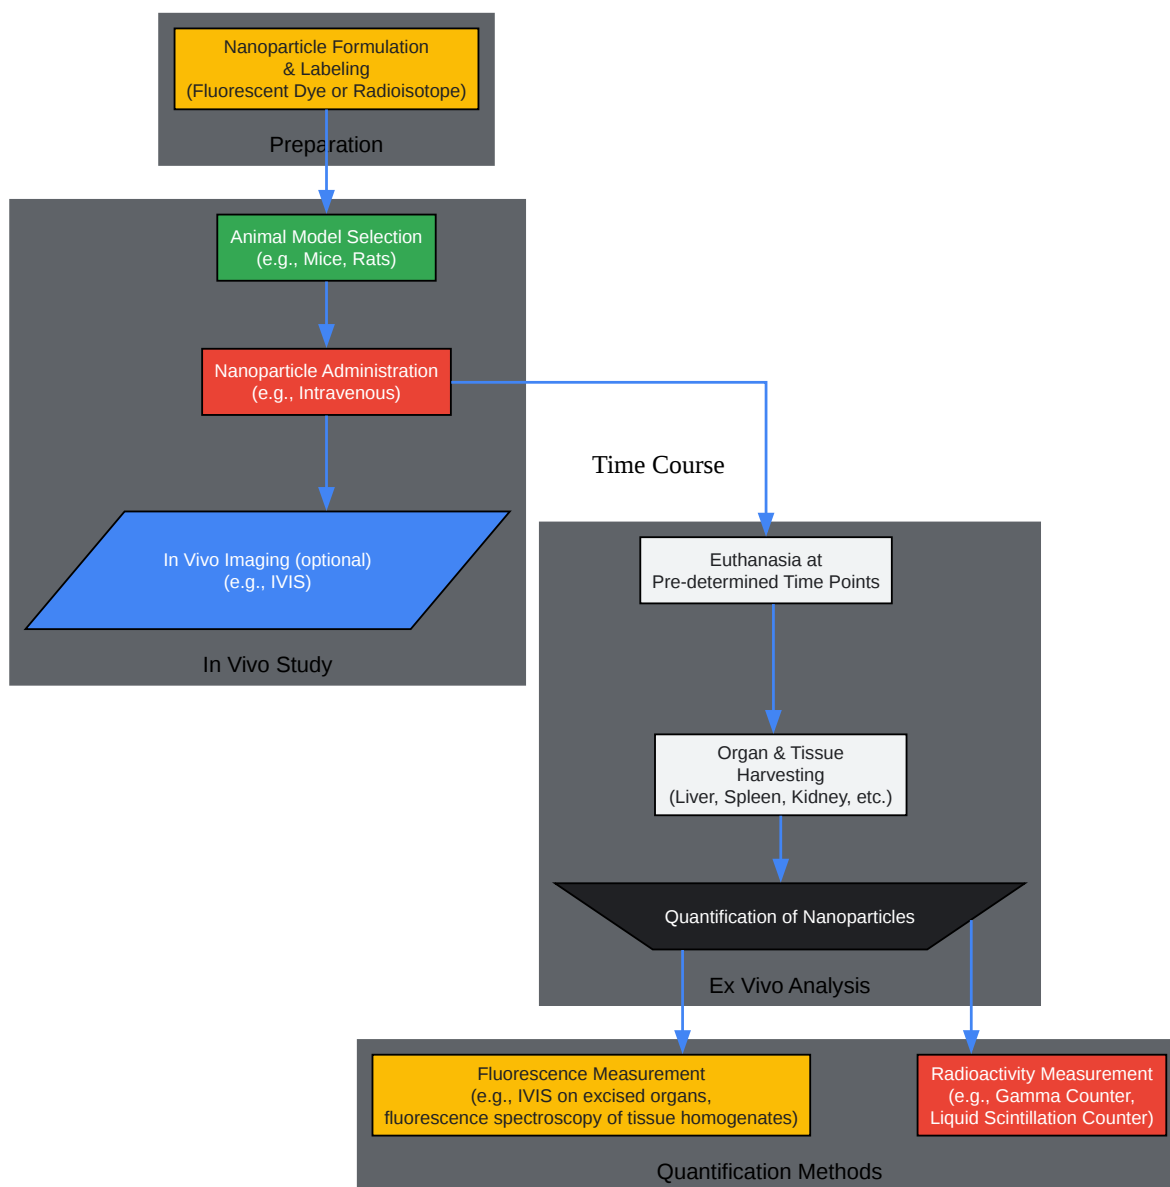 Nanoparticle Formulation
& Labeling
(Fluorescent Dye or Radioisotope)
Preparation
Animal Model Selection
(e.g., Mice, Rats)
Nanoparticle Administration
(e.g., Intravenous)
Time Course
In Vivo Imaging (optional)
(e.g., IVIS)
In Vivo Study
Euthanasia at
Pre-determined Time Points
Organ & Tissue
Harvesting
(Liver, Spleen, Kidney, etc.)
Quantification of Nanoparticles
Ex Vivo Analysis
Fluorescence Measurement
(e.g., IVIS on excised organs,
fluorescence spectroscopy of tissue homogenates)
Radioactivity Measurement
(e.g., Gamma Counter,
Liquid Scintillation Counter)
Quantification Methods